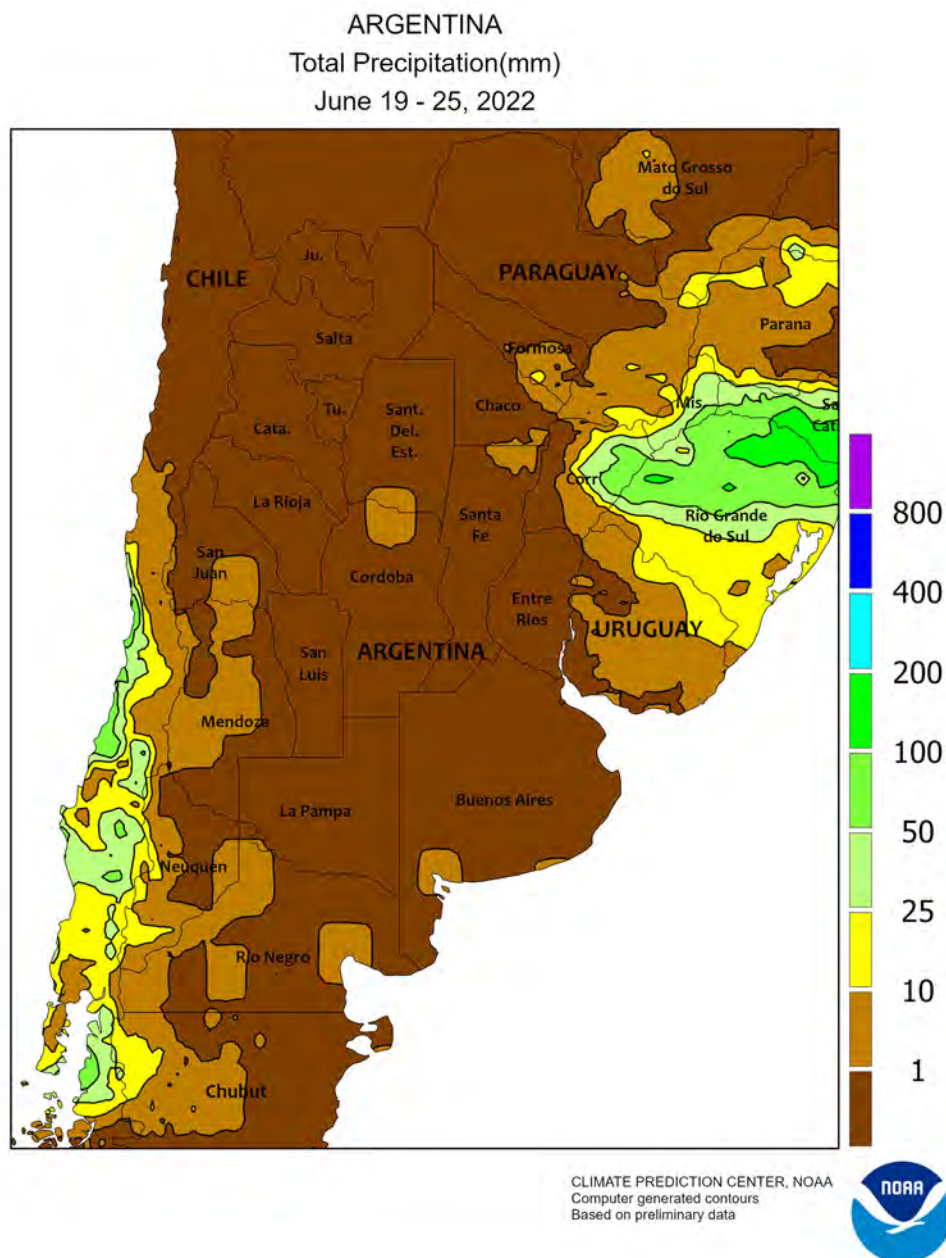 ARGENTINA
Total Precipitation(mm)
June 19 - 25, 2022
Mato Grosso
do Sul
Ju.
CHILE
PARAGUAY
Parana
Salta
Formosa
Mis.
Chaco
Sa
Cat
Tu.
Sant.
Del.
Est.
Cata.
Corr
La Rioja
Santa
Fe
Rio Grande
do Sul
San
Juan
Cordoba
Entre
Rios
URUGUAY
ARGENTINA
San
Luis
Mendoza
La Pampa
Buenos Aires
Neuquen
Rio Negro
Chubut
800
400
200
100
50
25
10
1
CLIMATE PREDICTION CENTER, NOAA
Computer generated contours
Based on preliminary data
NOAA